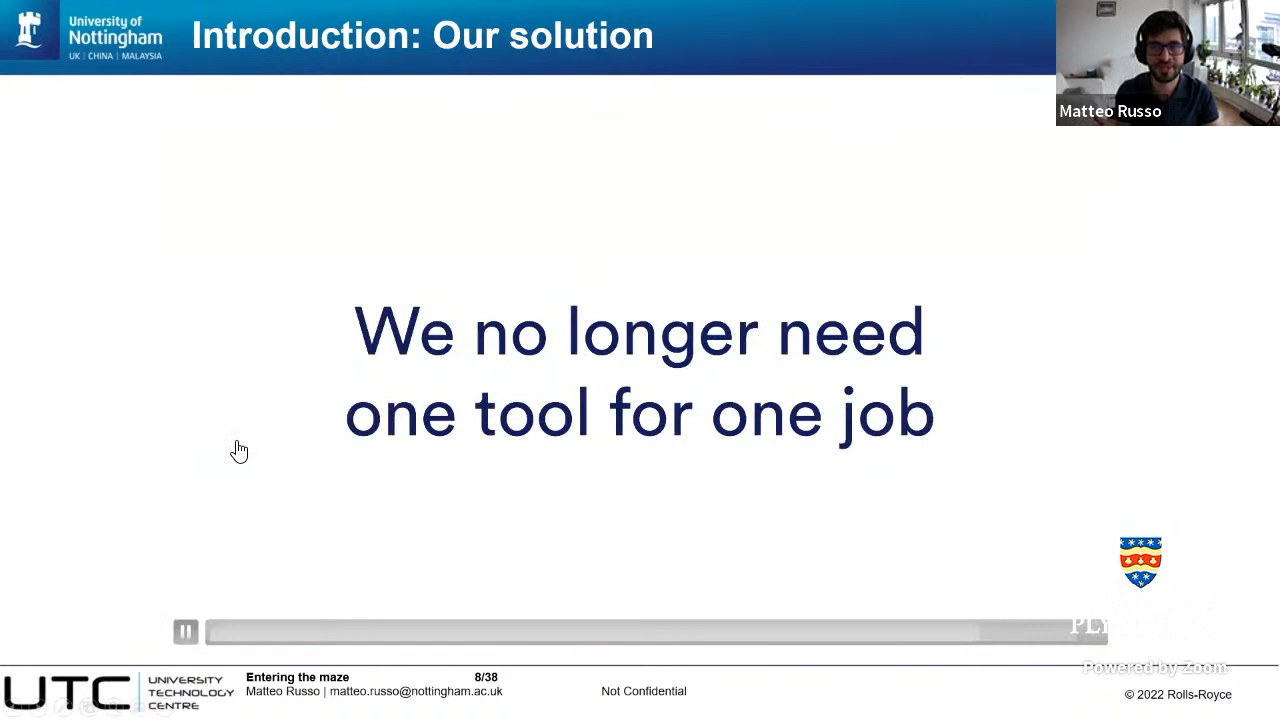 University of
Nottingham
UK | CHINA | MALAYSIA
Introduction: Our solution
Matteo Russo
We no longer need
one tool for one job
Powered by Zoom
UTC
UNIVERSITY
TECHNOLOGY
CENTRE
Entering the maze 8/38
Matteo Russo | matteo.russo@nottingham.ac.uk
Not Confidential
© 2022 Rolls-Royce